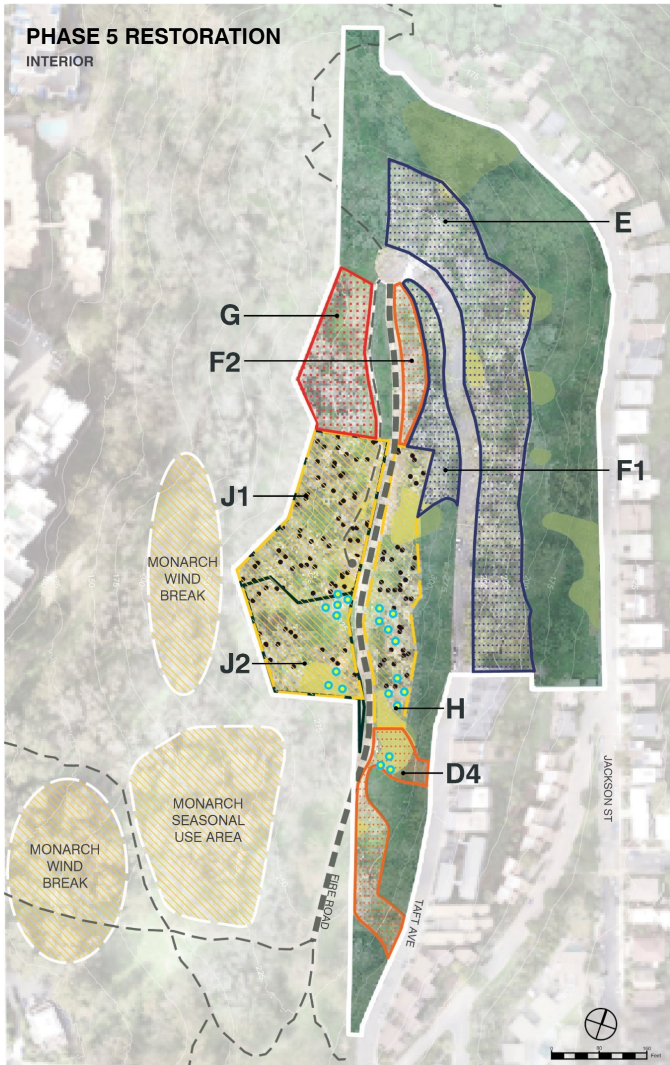 PHASE 5 RESTORATION
INTERIOR
E
G
F2
J1
F1
MONARCH
WIND
BREAK
J2
H
D4
MONARCH
SEASONAL
USE AREA
MONARCH
WIND
BREAK
FIRE ROAD
TAFT AVE
JACKSON ST
Feet